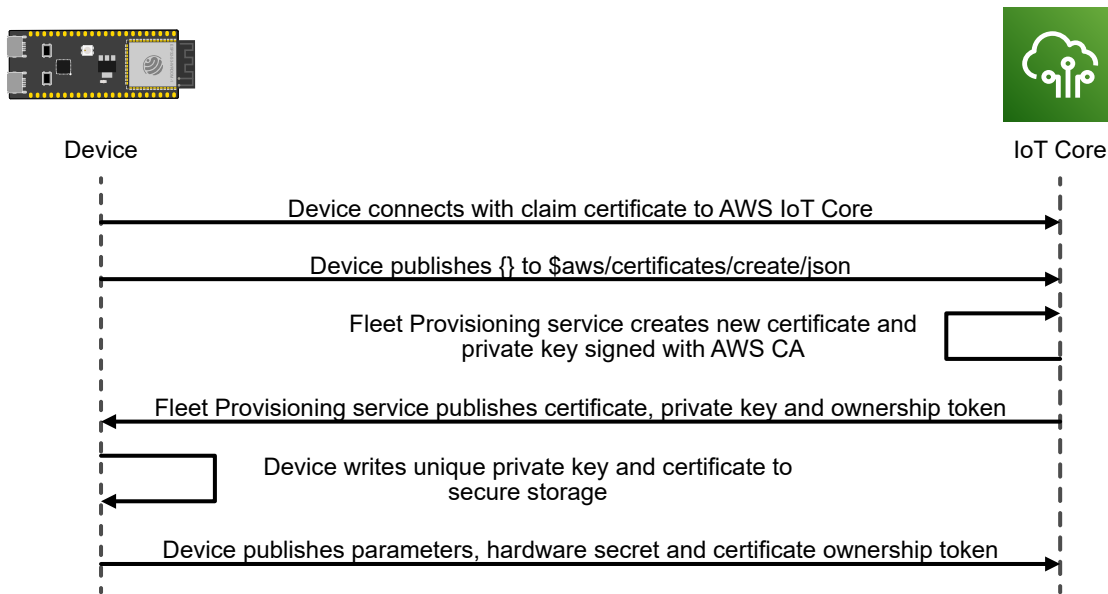 Device
IoT Core
Device connects with claim certificate to AWS IoT Core
Device publishes {} to $aws/certificates/create/json
Fleet Provisioning service creates new certificate and
private key signed with AWS CA
Fleet Provisioning service publishes certificate, private key and ownership token
Device writes unique private key and certificate to
secure storage
Device publishes parameters, hardware secret and certificate ownership token